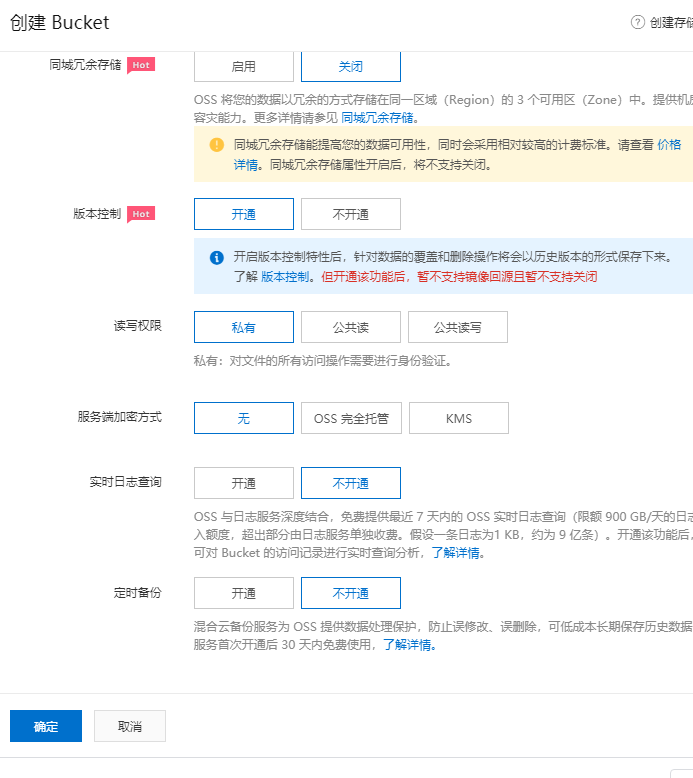 创建 Bucket
创建存储
同城冗余存储 Hot 启用 关闭
OSS 将您的数据以冗余的方式存储在同一区域（Region）的 3 个可用区（Zone）中。提供机房
容灾能力。更多详情请参见 同城冗余存储。
同城冗余存储能提高您的数据可用性，同时会采用相对较高的计费标准。请查看 价格
详情。同城冗余存储属性开启后，将不支持关闭。
版本控制 Hot 开通 不开通
开启版本控制特性后，针对数据的覆盖和删除操作将会以历史版本的形式保存下来。
了解 版本控制。但开通该功能后，暂不支持镜像回源且暂不支持关闭
读写权限 私有 公共读 公共读写
私有：对文件的所有访问操作需要进行身份验证。
服务端加密方式 无 OSS 完全托管 KMS
实时日志查询 开通 不开通
OSS 与日志服务深度结合，免费提供最近 7 天内的 OSS 实时日志查询（限额 900 GB/天的日志
入额度，超出部分由日志服务单独收费。假设一条日志为1 KB，约为 9 亿条）。开通该功能后，
可对 Bucket 的访问记录进行实时查询分析，了解详情。
定时备份 开通 不开通
混合云备份服务为 OSS 提供数据处理保护，防止误修改、误删除，可低成本长期保存历史数据
服务首次开通后 30 天内免费使用，了解详情。
确定 取消